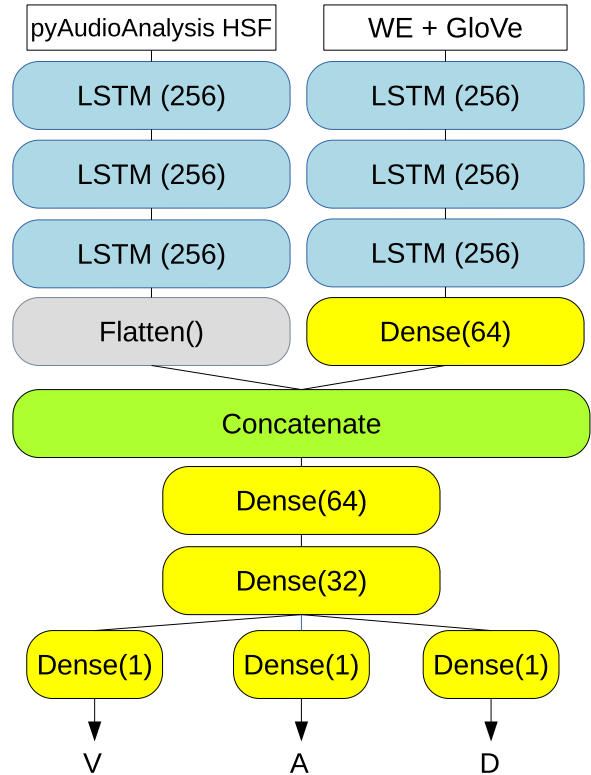 pyAudioAnalysis HSF
WE + GloVe
LSTM (256)
LSTM (256)
LSTM (256)
LSTM (256)
LSTM (256)
LSTM (256)
Flatten()
Dense(64)
Concatenate
Dense(64)
Dense(32)
Dense(1)
Dense(1)
Dense(1)
V
A
D